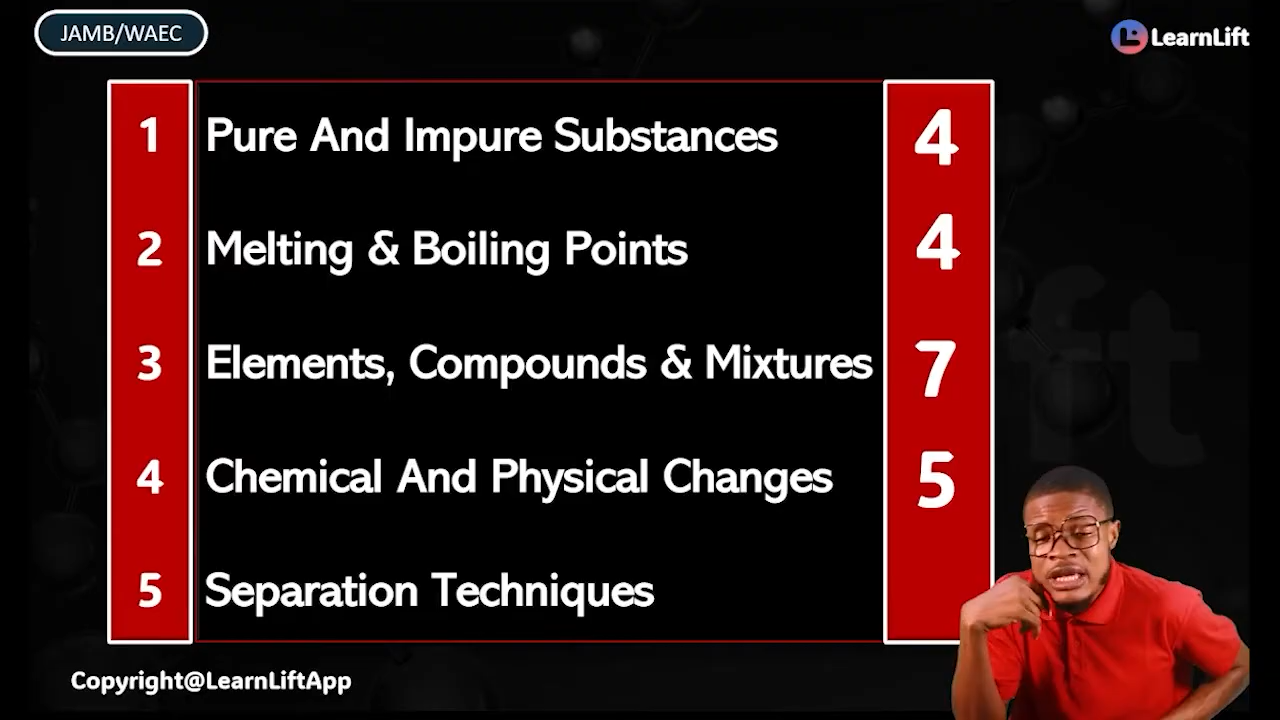 JAMB/WAEC
LearnLift
1 Pure And Impure Substances 4
2 Melting & Boiling Points 4
3 Elements, Compounds & Mixtures 7
4 Chemical And Physical Changes 5
5 Separation Techniques
ft
Copyright@LearnLiftApp